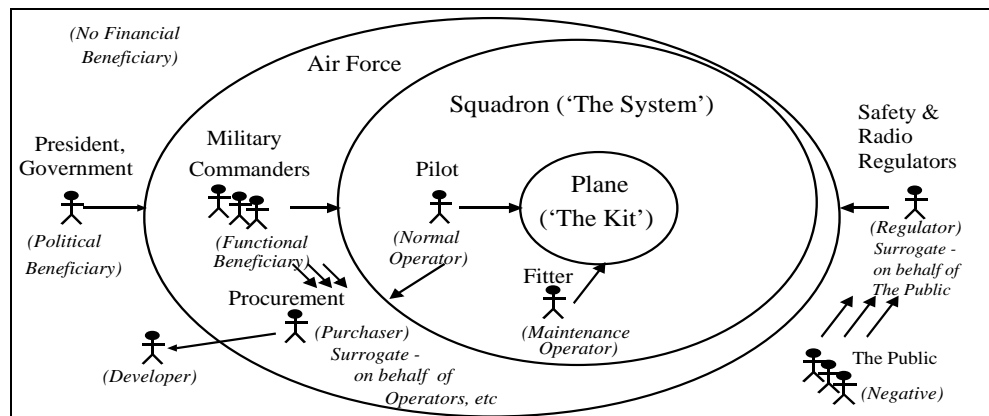 (No Financial
Beneficiary)
Air Force
Squadron (‘The System’)
Safety &
Radio
Regulators
President,
Government
Military
Commanders
Pilot
Plane
(‘The Kit’)
(Political
Beneficiary)
(Functional
Beneficiary)
(Normal
Operator)
(Regulator)
Surrogate -
on behalf of
The Public
Fitter
(Maintenance
Operator)
Procurement
(Purchaser)
Surrogate -
on behalf of
Operators, etc
(Developer)
The Public
(Negative)